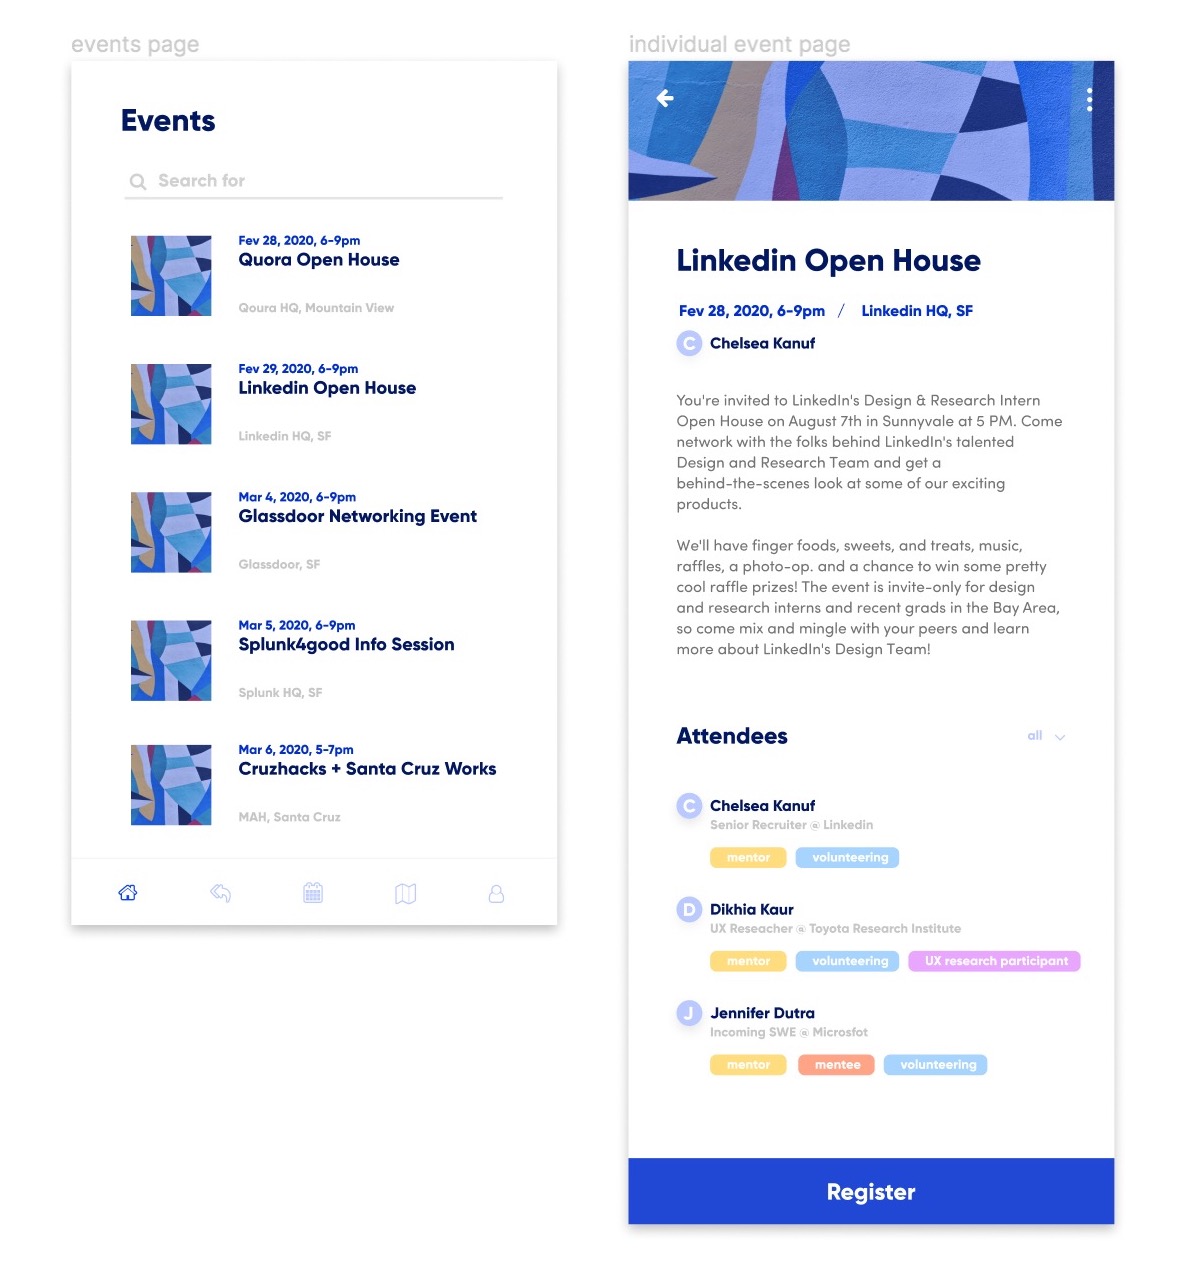 events page
Events
Search for
Fev 28, 2020, 6-9pm
Quora Open House
Qoura HQ, Mountain View
Fev 29, 2020, 6-9pm
Linkedin Open House
Linkedin HQ, SF
Mar 4, 2020, 6-9pm
Glassdoor Networking Event
Glassdoor, SF
Mar 5, 2020, 6-9pm
Splunk4good Info Session
Splunk HQ, SF
Mar 6, 2020, 5-7pm
Cruzhacks + Santa Cruz Works
MAH, Santa Cruz
individual event page
Linkedin Open House
Fev 28, 2020, 6-9pm / Linkedin HQ, SF
C Chelsea Kanuf
You're invited to LinkedIn's Design & Research Intern
Open House on August 7th in Sunnyvale at 5 PM. Come
network with the folks behind LinkedIn's talented
Design and Research Team and get a
behind-the-scenes look at some of our exciting
products.
We'll have finger foods, sweets, and treats, music,
raffles, a photo-op. and a chance to win some pretty
cool raffle prizes! The event is invite-only for design
and research interns and recent grads in the Bay Area,
so come mix and mingle with your peers and learn
more about LinkedIn's Design Team!
Attendees all
C Chelsea Kanuf
Senior Recruiter @ Linkedin
mentor volunteering
D Dikhia Kaur
UX Reseacher @ Toyota Research Institute
mentor volunteering UX research participant
J Jennifer Dutra
Incoming SWE @ Microsfot
mentor mentee volunteering
Register